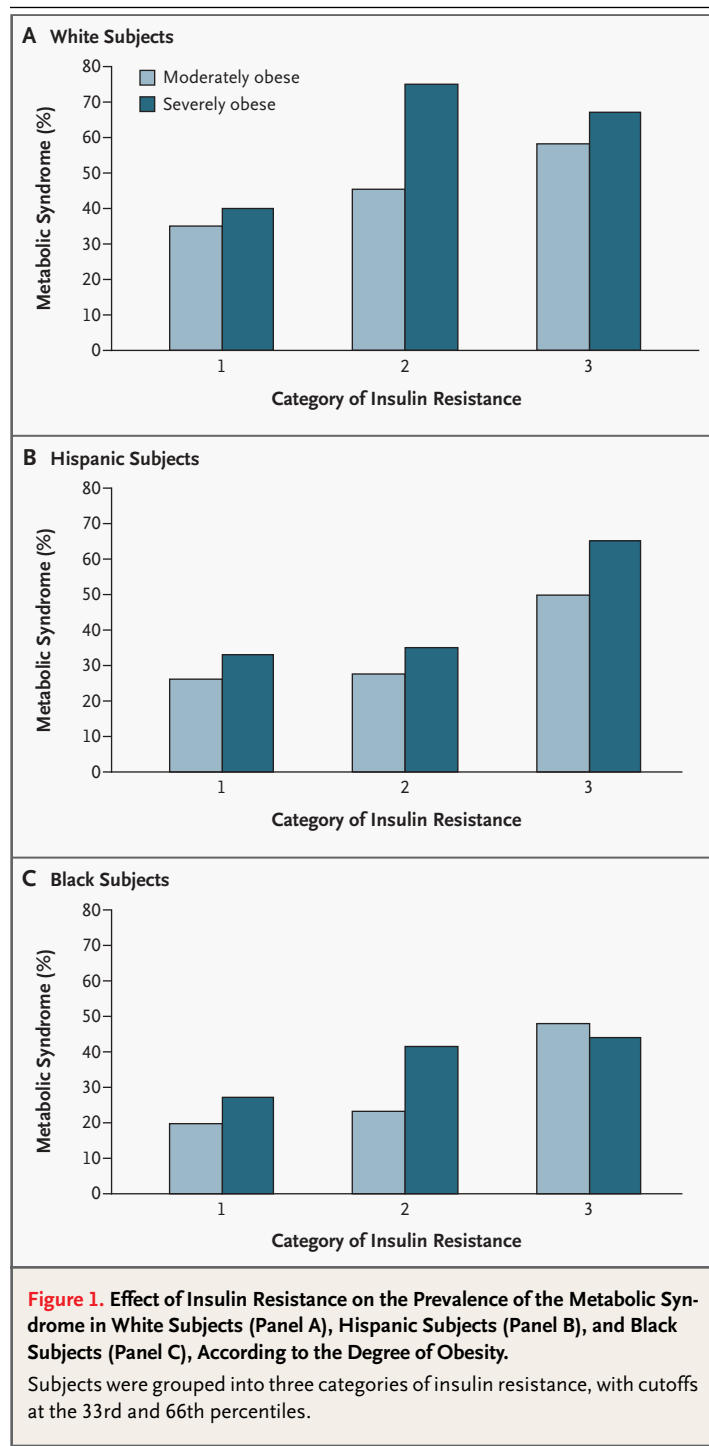 A White Subjects
Moderately obese
Severely obese
Metabolic Syndrome (%)
80
70
60
50
40
30
20
10
0
1 2 3
Category of Insulin Resistance
B Hispanic Subjects
Metabolic Syndrome (%)
80
70
60
50
40
30
20
10
0
1 2 3
Category of Insulin Resistance
C Black Subjects
Metabolic Syndrome (%)
80
70
60
50
40
30
20
10
0
1 2 3
Category of Insulin Resistance
Figure 1. Effect of Insulin Resistance on the Prevalence of the Metabolic Syn-
drome in White Subjects (Panel A), Hispanic Subjects (Panel B), and Black
Subjects (Panel C), According to the Degree of Obesity.
Subjects were grouped into three categories of insulin resistance, with cutoffs
at the 33rd and 66th percentiles.